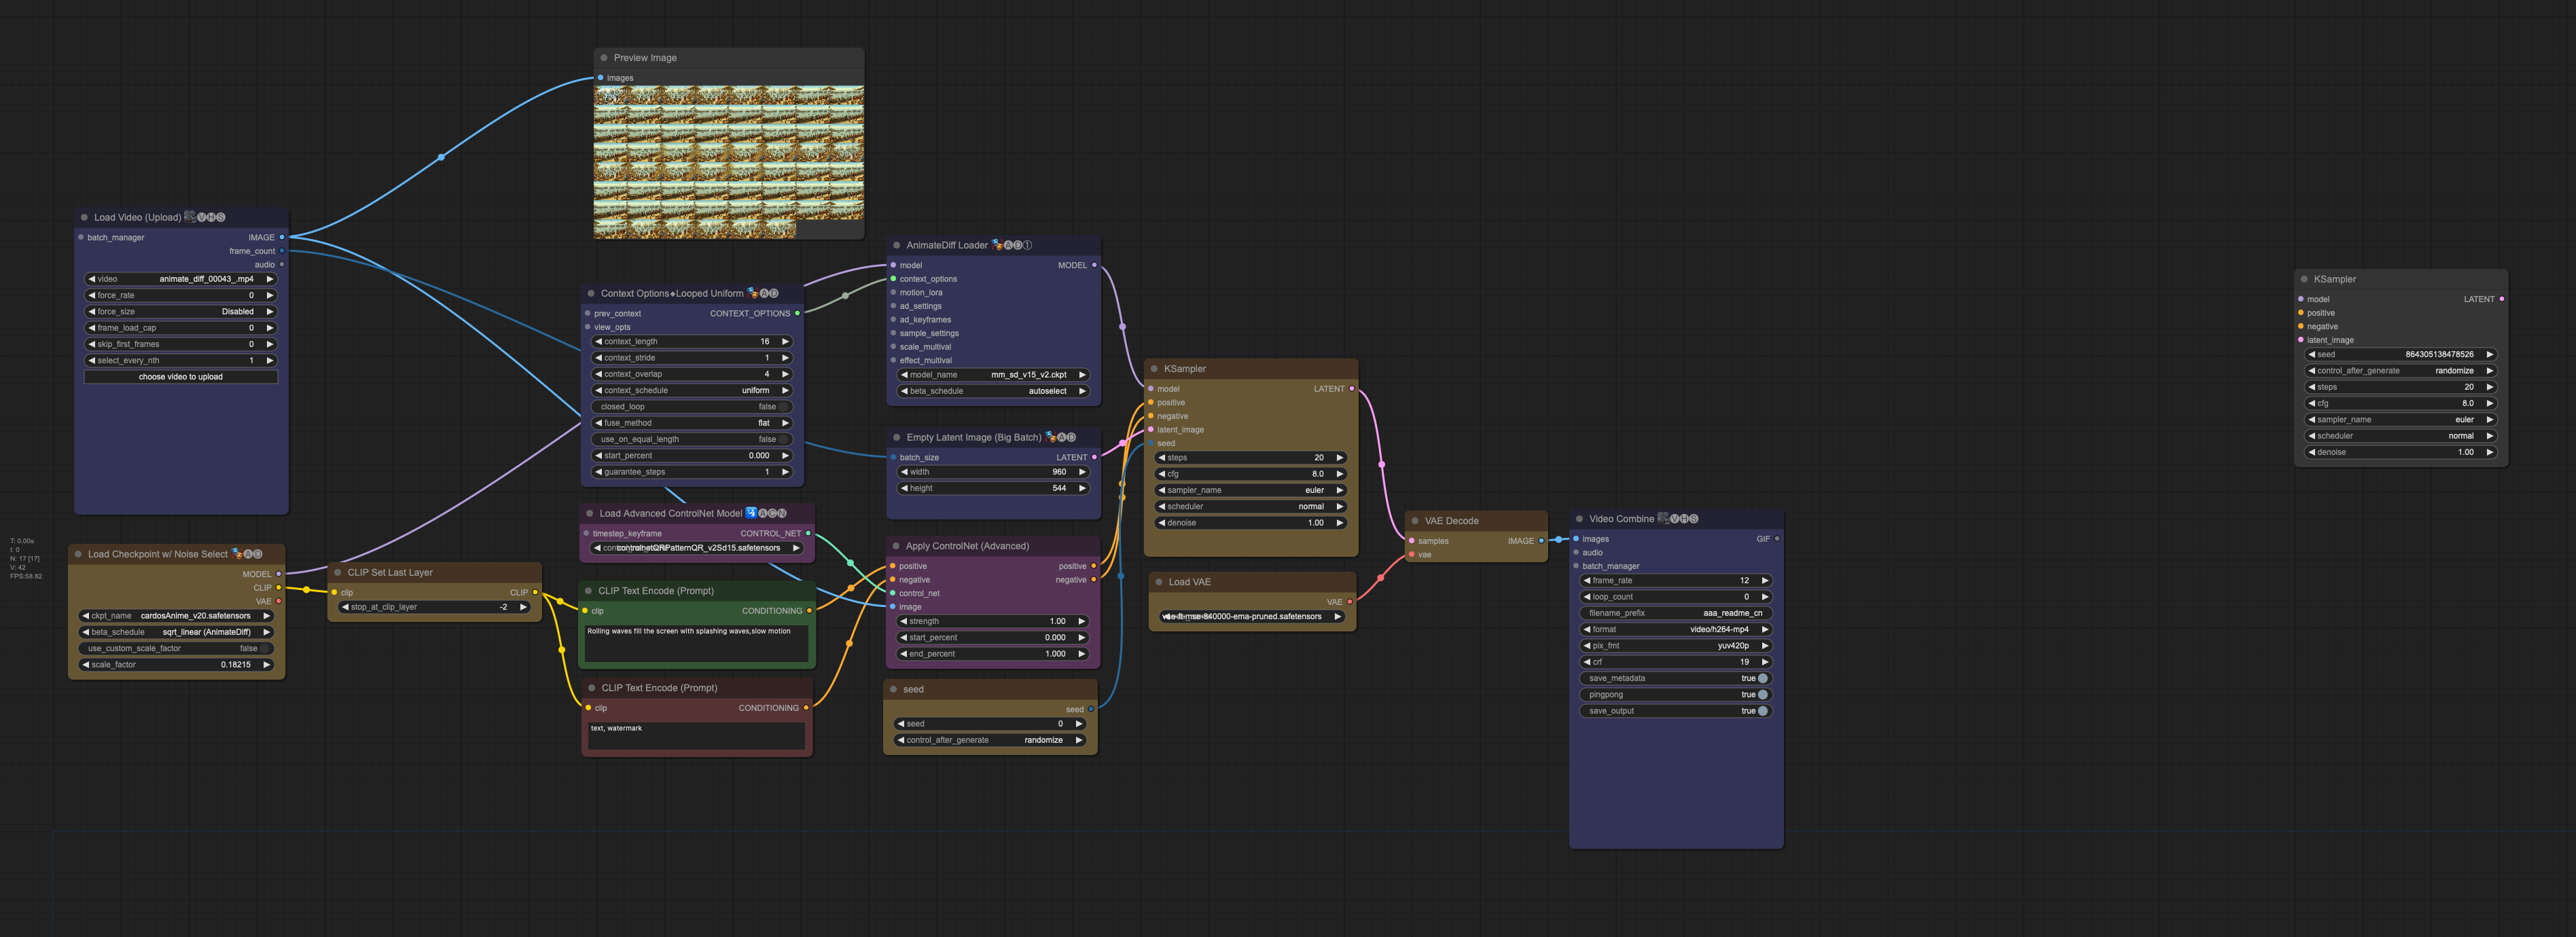 Preview Image
images
Load Video (Upload) 🎥🅥🅗🅢
batch_manager
IMAGE
frame_count
audio
video animate_diff_00043_.mp4
force_rate 0
force_size Disabled
frame_load_cap 0
skip_first_frames 0
select_every_nth 1
choose video to upload
T: 0.00s
I: 0
N: 17 [17]
V: 42
FPS:58.82
Load Checkpoint w/ Noise Select 🎭🅐🅓
MODEL
CLIP
VAE
ckpt_name cardosAnime_v20.safetensors
beta_schedule sqrt_linear (AnimateDiff)
use_custom_scale_factor false
scale_factor 0.18215
CLIP Set Last Layer
clip CLIP
stop_at_clip_layer -2
Context Options◆Looped Uniform 🎭🅐🅓
prev_context CONTEXT_OPTIONS
view_opts
context_length 16
context_stride 1
context_overlap 4
context_schedule uniform
closed_loop false
fuse_method flat
use_on_equal_length false
start_percent 0.000
guarantee_steps 1
Load Advanced ControlNet Model 🛂🅐🅒🅝
timestep_keyframe CONTROL_NET
CLIP Text Encode (Prompt)
clip CONDITIONING
Rolling waves fill the screen with splashing waves,slow motion
CLIP Text Encode (Prompt)
clip CONDITIONING
text, watermark
AnimateDiff Loader 🎭🅐🅓①
model MODEL
context_options
motion_lora
ad_settings
ad_keyframes
sample_settings
scale_multival
effect_multival
model_name mm_sd_v15_v2.ckpt
beta_schedule autoselect
Empty Latent Image (Big Batch) 🎭🅐🅓
batch_size LATENT
width 960
height 544
Apply ControlNet (Advanced)
positive positive
negative negative
control_net
image
strength 1.00
start_percent 0.000
end_percent 1.000
seed
seed
seed 0
control_after_generate randomize
KSampler
model LATENT
positive
negative
latent_image
seed
steps 20
cfg 8.0
sampler_name euler
scheduler normal
denoise 1.00
Load VAE
VAE
VAE Decode
samples IMAGE
vae
Video Combine 🎥🅥🅗🅢
images GIF
audio
batch_manager
frame_rate 12
loop_count 0
filename_prefix aaa_readme_cn
format video/h264-mp4
pix_fmt yuv420p
crf 19
save_metadata true
pingpong true
save_output true
KSampler
model LATENT
positive
negative
latent_image
seed 864305138478526
control_after_generate randomize
steps 20
cfg 8.0
sampler_name euler
scheduler normal
denoise 1.00